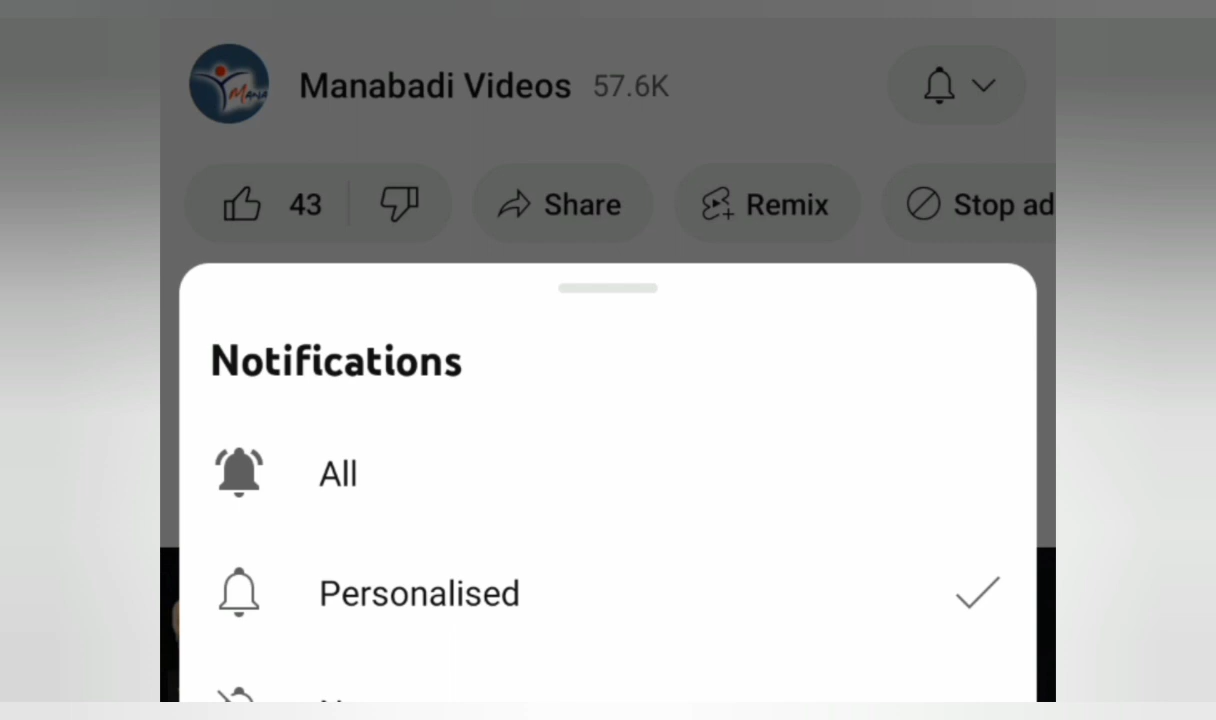 Manabadi Videos 57.6K
43 Share Remix Stop ad
Notifications
All
Personalised